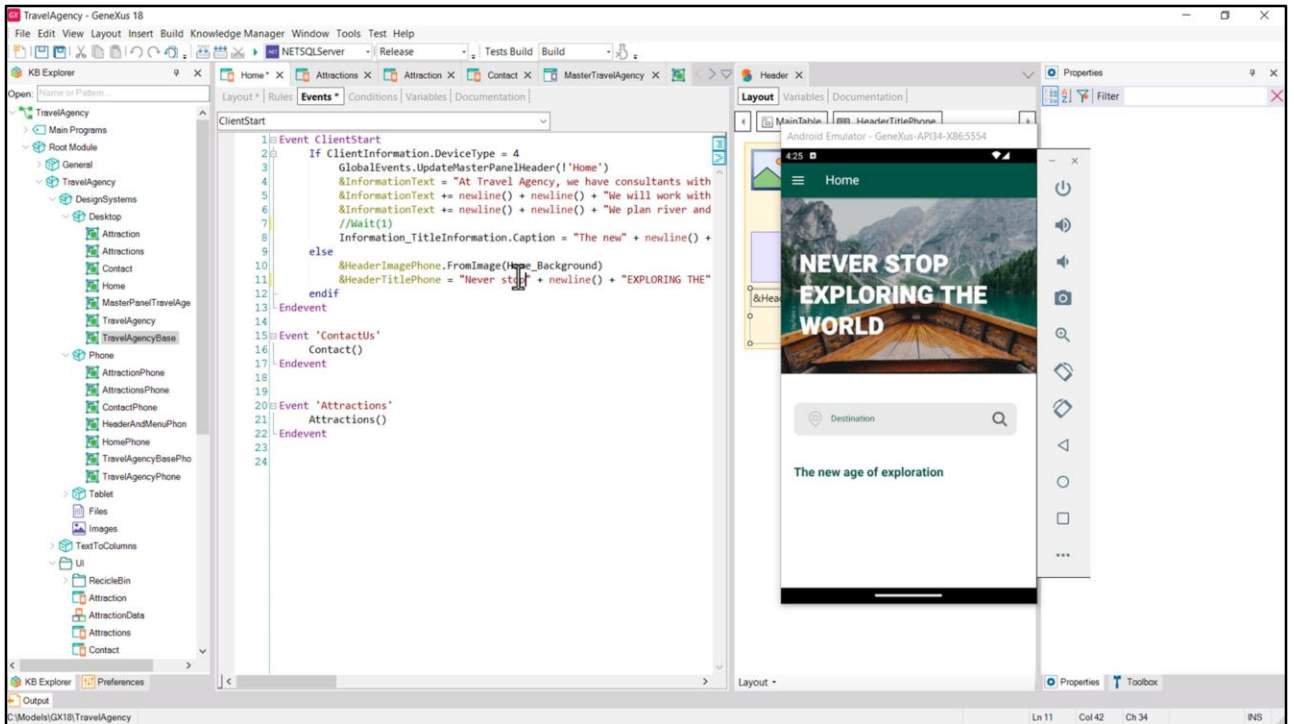 TravelAgency - GeneXus 18
File Edit View Layout Insert Build Knowledge Manager Window Tools Test Help
NETSQLServer Release Tests Build Build
KB Explorer
Open: Name or Pattern...
TravelAgency
Main Programs
Root Module
General
TravelAgency
DesignSystems
Desktop
Attraction
Attractions
Contact
Home
MasterPanelTravelAge
TravelAgency
TravelAgencyBase
Phone
AttractionPhone
AttractionsPhone
ContactPhone
HeaderAndMenuPhon
HomePhone
TravelAgencyBasePho
TravelAgencyPhone
Tablet
Files
Images
TextToColumns
UI
RecicleBin
Attraction
AttractionData
Attractions
Contact
KB Explorer Preferences
Output
C:\Models\GX18\TravelAgency
Home* X Attractions X Attraction X Contact X MasterTravelAgency X
Layout* Rules Events* Conditions Variables Documentation
ClientStart
1 Event ClientStart
2 If ClientInformation.DeviceType = 4
3 GlobalEvents.UpdateMasterPanelHeader(!'Home')
4 &InformationText = "At Travel Agency, we have consultants with
5 &InformationText += newline() + newline() + "We will work with
6 &InformationText += newline() + newline() + "We plan river and
7 //Wait(1)
8 Information_TitleInformation.Caption = "The new" + newline() +
9 else
10 &HeaderImagePhone.FromImage(Home_Background)
11 &HeaderTitlePhone = "Never stop" + newline() + "EXPLORING THE"
12 endif
13 Endevent
14
15 Event 'ContactUs'
16 Contact()
17 Endevent
18
19
20 Event 'Attractions'
21 Attractions()
22 Endevent
23
24
Header X
Layout Variables Documentation
MainTable HeaderTitlePhone
&Hea
Layout
Android Emulator - GeneXus-API34-X86:5554
4:25
Home
NEVER STOP
EXPLORING THE
WORLD
Destination
The new age of exploration
Properties
Filter
Properties Toolbox
Ln 11 Col 42 Ch 34 INS